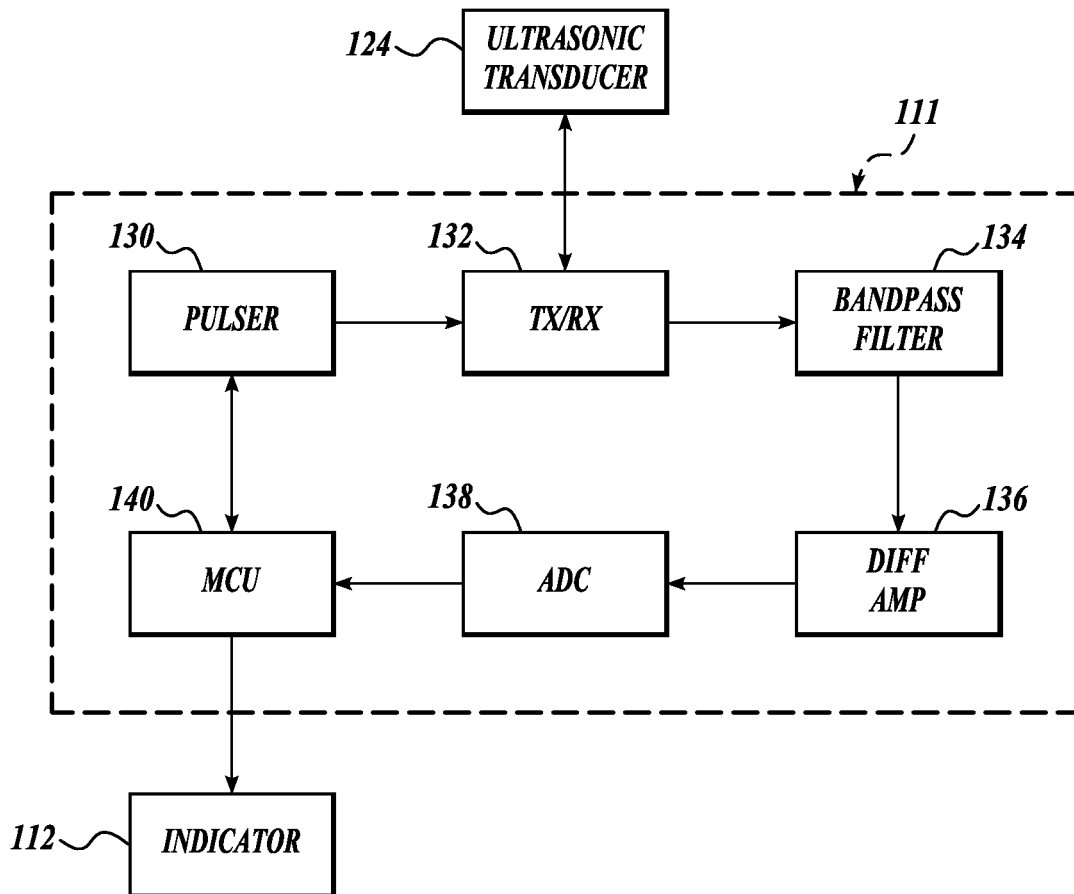 124
ULTRASONIC
TRANSDUCER
111
130
132
134
PULSER
TX/RX
BANDPASS
FILTER
140
138
136
MCU
ADC
DIFF
AMP
112
INDICATOR